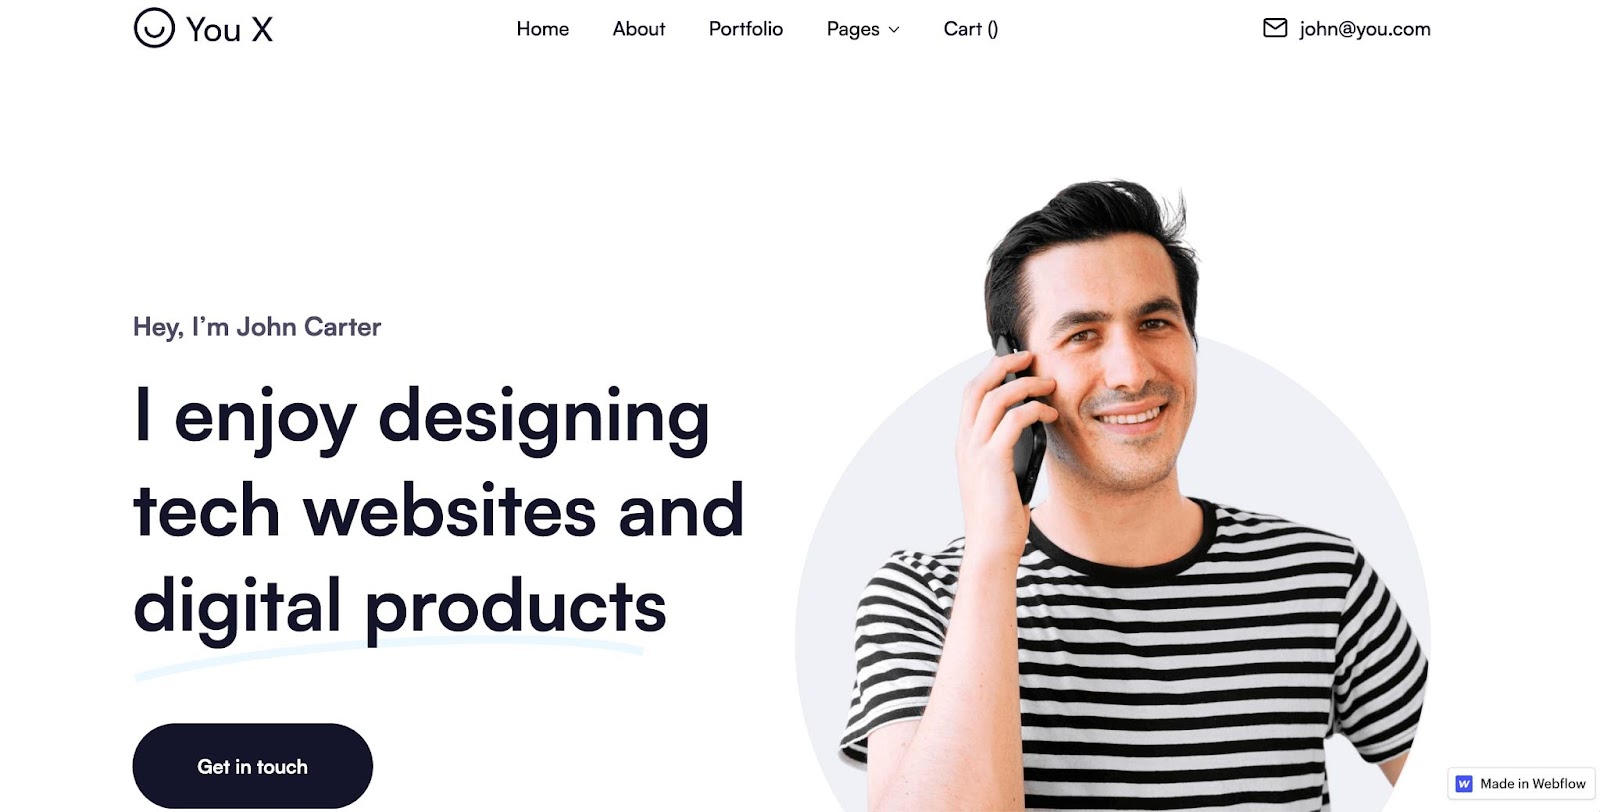 You X
Home About Portfolio Pages Cart () john@you.com
Hey, I’m John Carter
I enjoy designing
tech websites and
digital products
Get in touch
W Made in Webflow